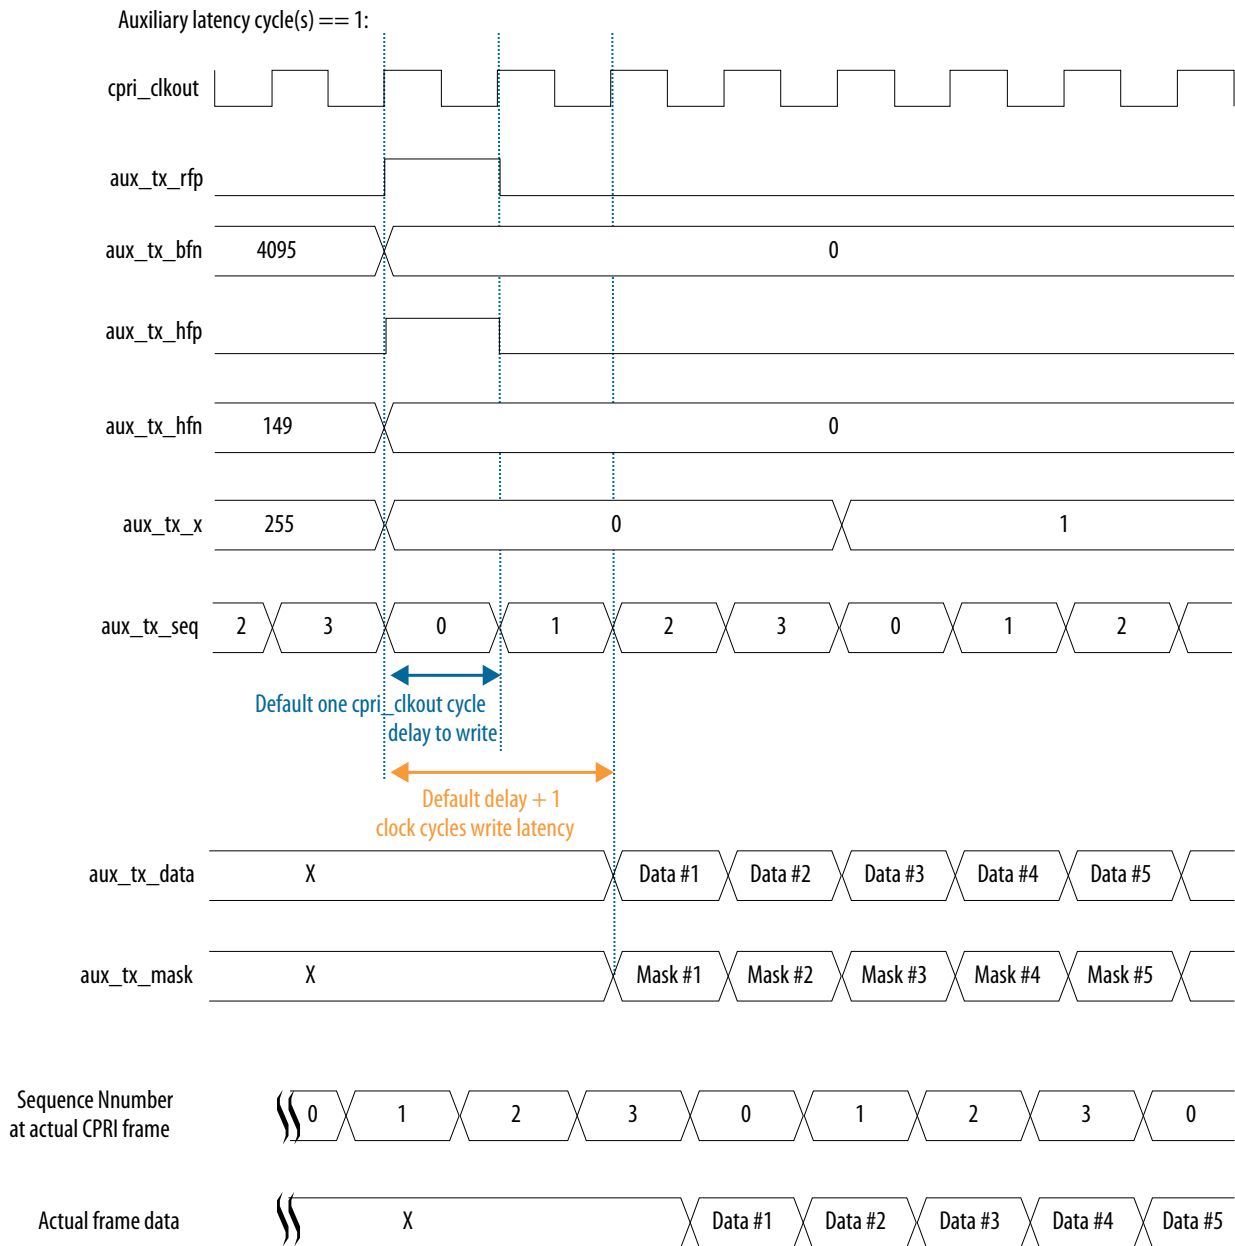 Auxiliary latency cycle(s) == 1:
cpri_clkout
aux_tx_rfp
aux_tx_bfn 4095 0
aux_tx_hfp
aux_tx_hfn 149 0
aux_tx_x 255 0 1
aux_tx_seq 2 3 0 1 2 3 0 1 2
Default one cpri_clkout cycle
delay to write
Default delay + 1
clock cycles write latency
aux_tx_data X Data #1 Data #2 Data #3 Data #4 Data #5
aux_tx_mask X Mask #1 Mask #2 Mask #3 Mask #4 Mask #5
Sequence Nnumber
at actual CPRI frame 0 1 2 3 0 1 2 3 0
Actual frame data X Data #1 Data #2 Data #3 Data #4 Data #5